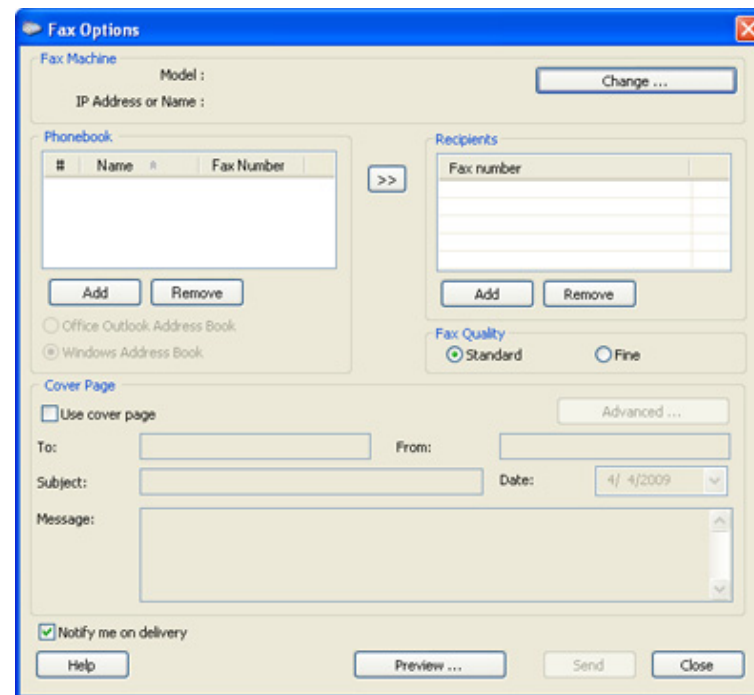 Fax Options
Fax Machine
Model :
Change ...
IP Address or Name :
Phonebook
# Name Fax Number
>>
Recipients
Fax number
Add Remove
Add Remove
Office Outlook Address Book
Windows Address Book
Fax Quality
Standard Fine
Cover Page
Use cover page
Advanced ...
To: From:
Subject: Date: 4/ 4/2009
Message:
Notify me on delivery
Help Preview ... Send Close